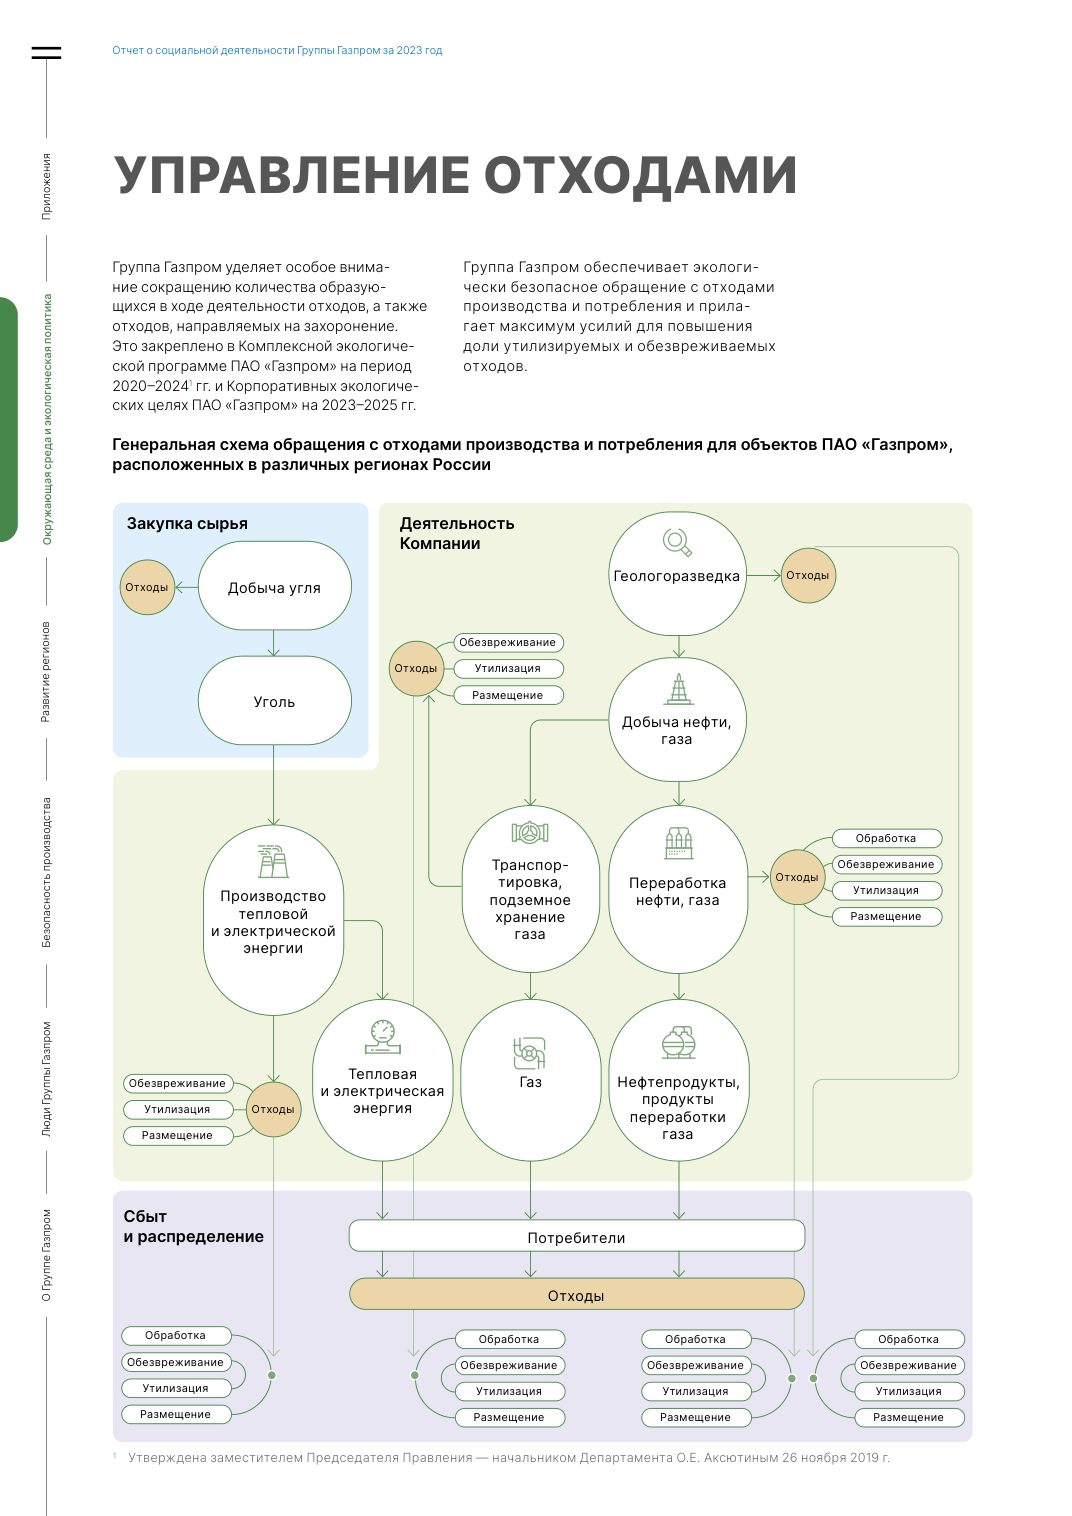 Отчет о социальной деятельности Группы Газпром за 2023 год
Приложения
Окружающая среда и экологическая политика
Развитие регионов
Безопасность производства
Люди Группы Газпром
О Группе Газпром
УПРАВЛЕНИЕ ОТХОДАМИ
Группа Газпром уделяет особое внима-
ние сокращению количества образую-
щихся в ходе деятельности отходов, а также
отходов, направляемых на захоронение.
Это закреплено в Комплексной экологиче-
ской программе ПАО «Газпром» на период
2020–2024¹ гг. и Корпоративных экологиче-
ских целях ПАО «Газпром» на 2023–2025 гг.
Группа Газпром обеспечивает экологи-
чески безопасное обращение с отходами
производства и потребления и прила-
гает максимум усилий для повышения
доли утилизируемых и обезвреживаемых
отходов.
Генеральная схема обращения с отходами производства и потребления для объектов ПАО «Газпром»,
расположенных в различных регионах России
Закупка сырья
Отходы
Добыча угля
Уголь
Деятельность
Компании
Геологоразведка
Отходы
Отходы
Обезвреживание
Утилизация
Размещение
Добыча нефти,
газа
Производство
тепловой
и электрической
энергии
Транспор-
тировка,
подземное
хранение
газа
Переработка
нефти, газа
Отходы
Обработка
Обезвреживание
Утилизация
Размещение
Тепловая
и электрическая
энергия
Газ
Нефтепродукты,
продукты
переработки
газа
Обезвреживание
Утилизация
Размещение
Отходы
Сбыт
и распределение
Потребители
Отходы
Обработка
Обезвреживание
Утилизация
Размещение
Обработка
Обезвреживание
Утилизация
Размещение
Обработка
Обезвреживание
Утилизация
Размещение
Обработка
Обезвреживание
Утилизация
Размещение
¹ Утверждена заместителем Председателя Правления — начальником Департамента О.Е. Аксютиным 26 ноября 2019 г.